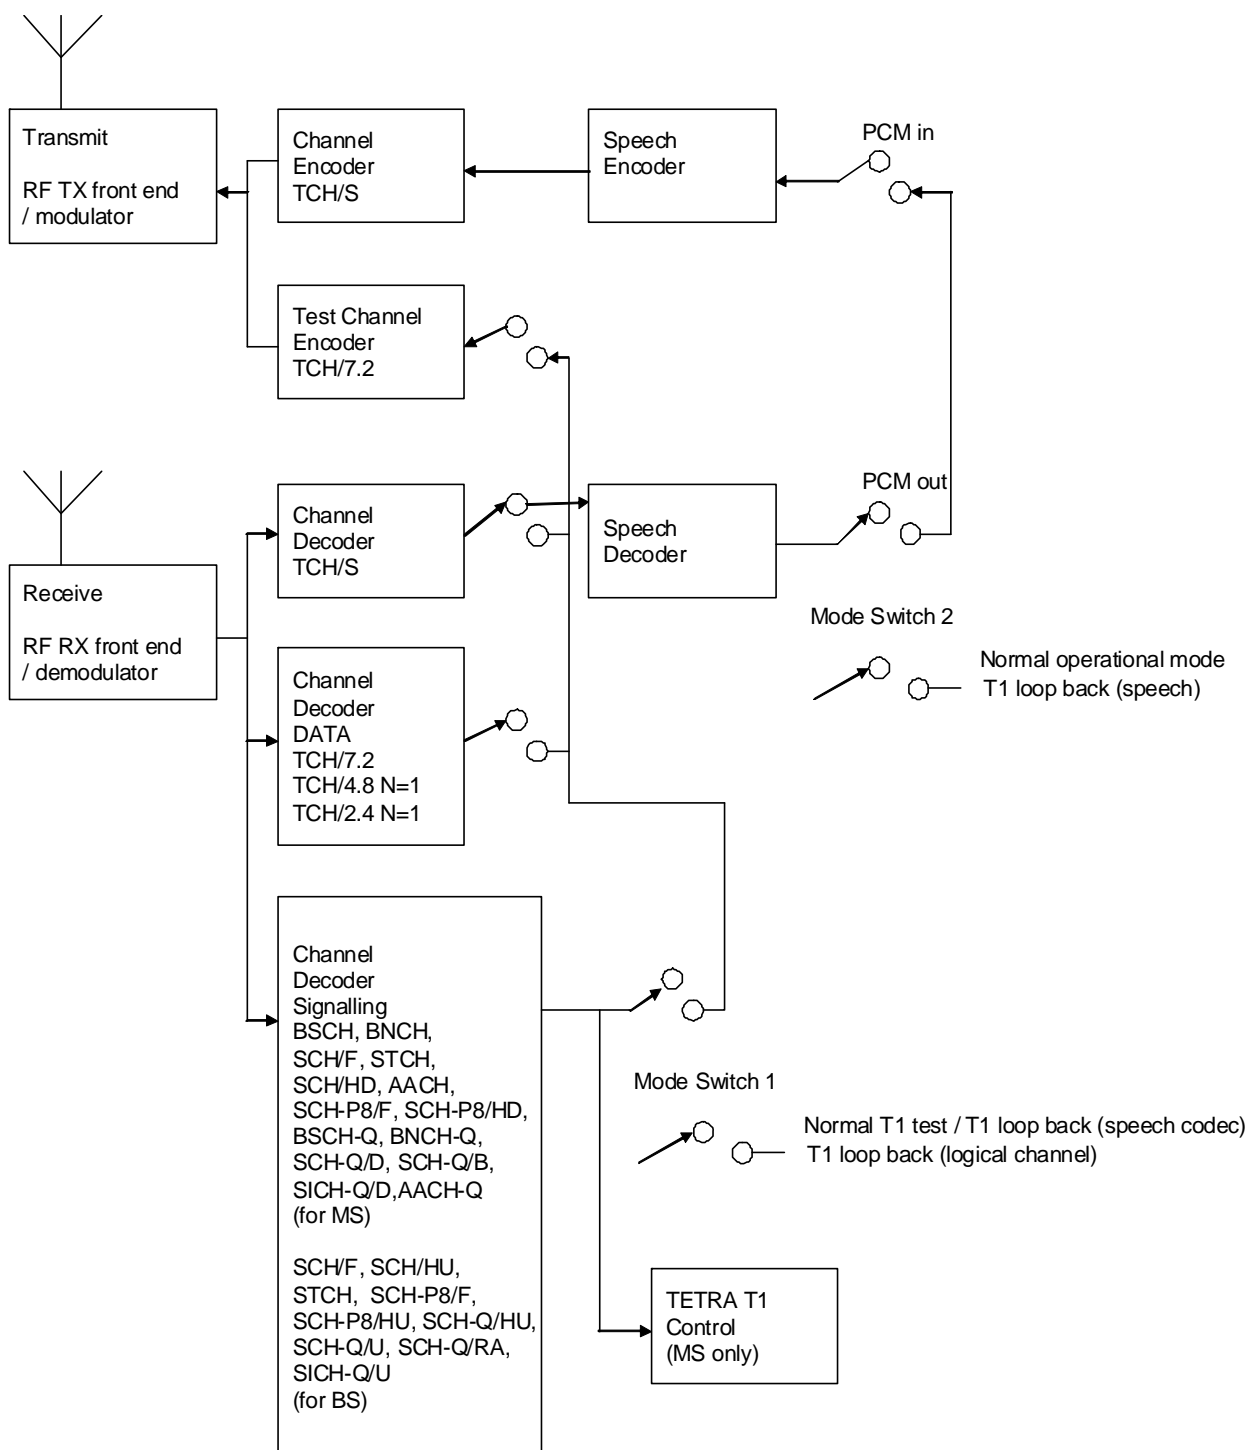 Transmit
RF TX front end
/ modulator
Channel
Encoder
TCH/S
Speech
Encoder
PCM in
Test Channel
Encoder
TCH/7.2
Receive
RF RX front end
/ demodulator
Channel
Decoder
TCH/S
Speech
Decoder
PCM out
Mode Switch 2
Normal operational mode
T1 loop back (speech)
Channel
Decoder
DATA
TCH/7.2
TCH/4.8 N=1
TCH/2.4 N=1
Channel
Decoder
Signalling
BSCH, BNCH,
SCH/F, STCH,
SCH/HD, AACH,
SCH-P8/F, SCH-P8/HD,
BSCH-Q, BNCH-Q,
SCH-Q/D, SCH-Q/B,
SICH-Q/D,AACH-Q
(for MS)
SCH/F, SCH/HU,
STCH, SCH-P8/F,
SCH-P8/HU, SCH-Q/HU,
SCH-Q/U, SCH-Q/RA,
SICH-Q/U
(for BS)
Mode Switch 1
Normal T1 test / T1 loop back (speech codec)
T1 loop back (logical channel)
TETRA T1
Control
(MS only)